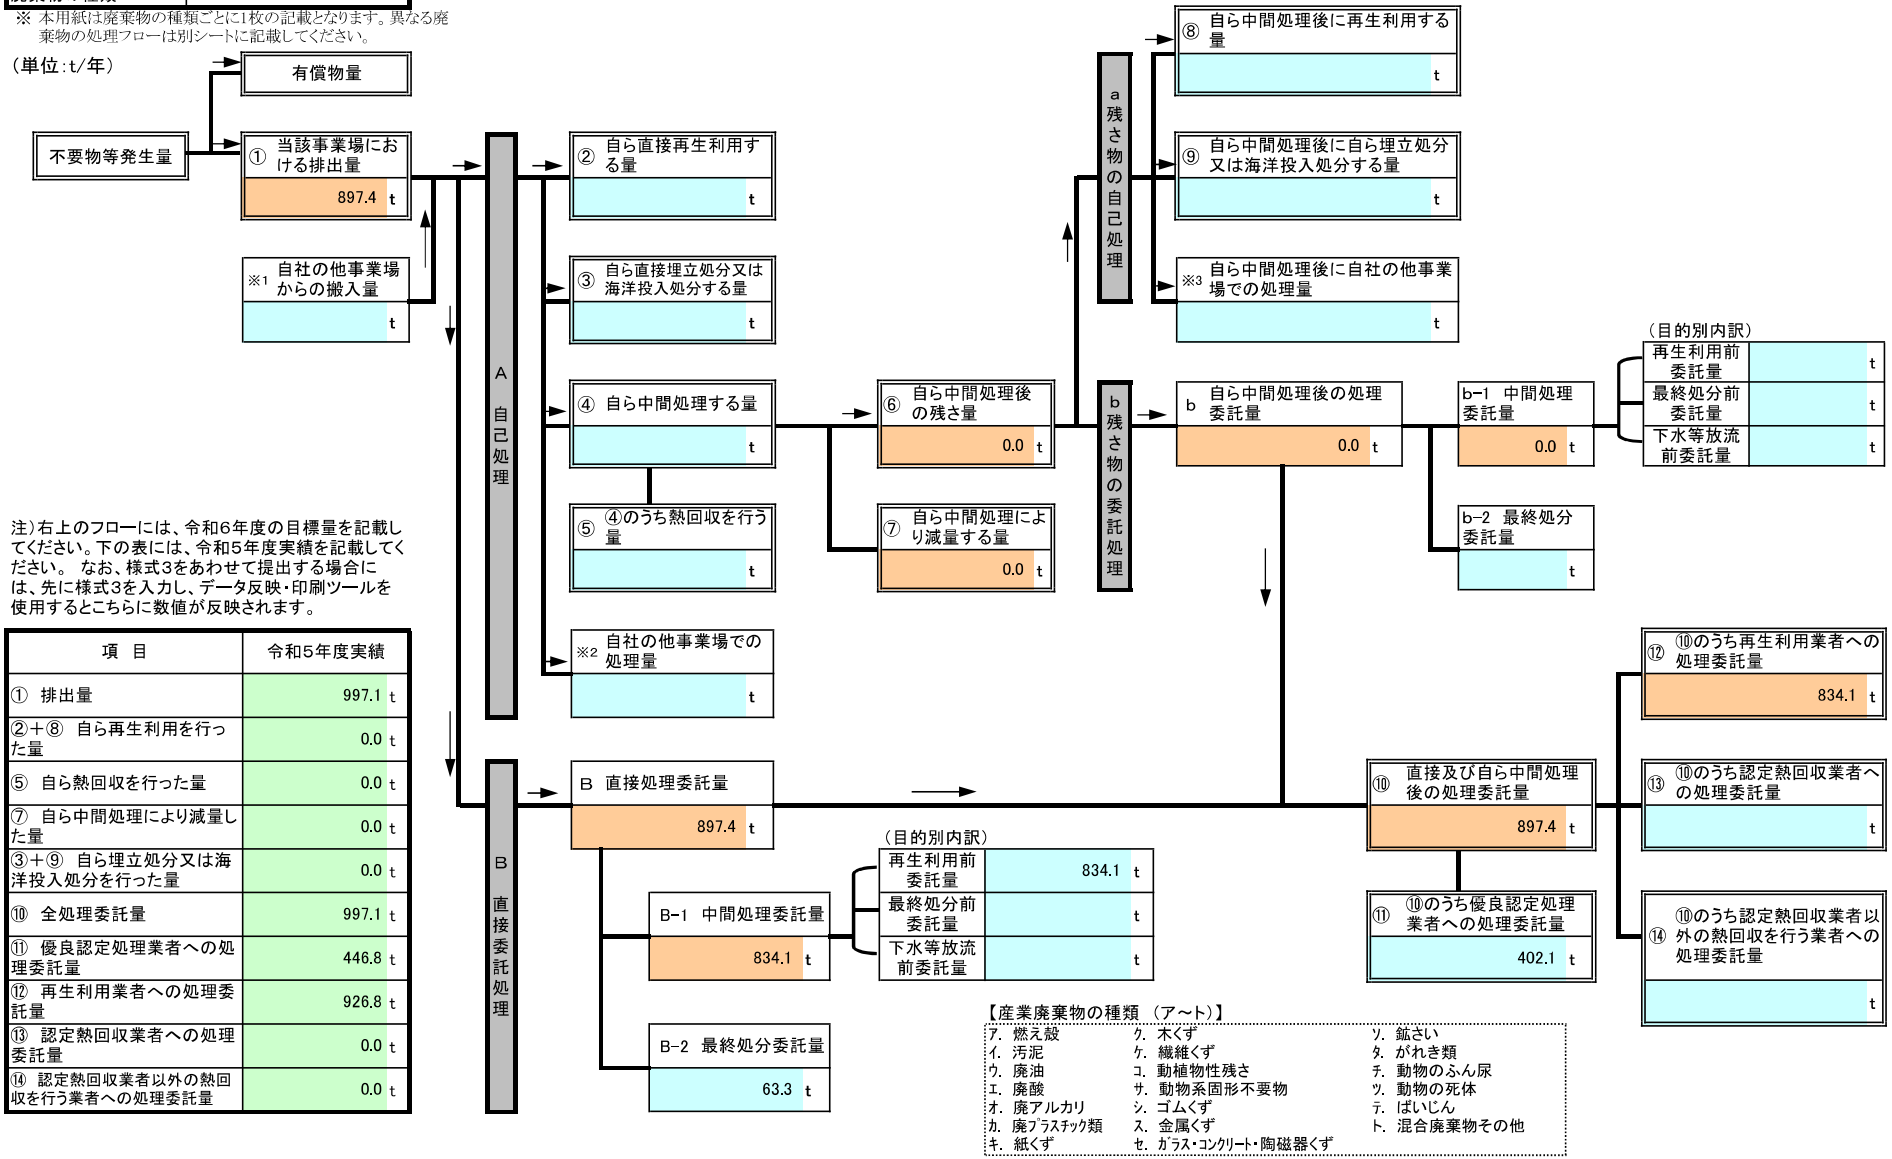 ※ 本用紙は廃棄物の種類ごとに1枚の記載となります。異なる廃
棄物の処理フローは別シートに記載してください。
(単位:t/年)
有償物量
不要物等発生量
① 当該事業場にお
ける排出量
897.4 t
※1 自社の他事業場
からの搬入量
t
A 自己処理
② 自ら直接再生利用す
る量
t
③ 自ら直接埋立処分又は
海洋投入処分する量
t
④ 自ら中間処理する量
t
⑤ ④のうち熱回収を行う
量
t
※2 自社の他事業場での
処理量
t
⑥ 自ら中間処理後
の残さ量
0.0 t
⑦ 自ら中間処理によ
り減量する量
0.0 t
a 残さ物の自己処理
⑧ 自ら中間処理後に再生利用する
量
t
⑨ 自ら中間処理後に自ら埋立処分
又は海洋投入処分する量
t
※3 自ら中間処理後に自社の他事業
場での処理量
t
b 残さ物の委託処理
b 自ら中間処理後の処理
委託量
0.0 t
b-1 中間処理
委託量
0.0 t
b-2 最終処分
委託量
t
(目的別内訳)
再生利用前
委託量
t
最終処分前
委託量
t
下水等放流
前委託量
t
注)右上のフローには、令和6年度の目標量を記載し
てください。下の表には、令和5年度実績を記載してく
ださい。 なお、様式3をあわせて提出する場合に
は、先に様式3を入力し、データ反映・印刷ツールを
使用するとこちらに数値が反映されます。
項 目 令和5年度実績
① 排出量 997.1 t
②+⑧ 自ら再生利用を行っ
た量 0.0 t
⑤ 自ら熱回収を行った量 0.0 t
⑦ 自ら中間処理により減量し
た量 0.0 t
③+⑨ 自ら埋立処分又は海
洋投入処分を行った量 0.0 t
⑩ 全処理委託量 997.1 t
⑪ 優良認定処理業者への処
理委託量 446.8 t
⑫ 再生利用業者への処理委
託量 926.8 t
⑬ 認定熱回収業者への処理
委託量 0.0 t
⑭ 認定熱回収業者以外の熱回
収を行う業者への処理委託量 0.0 t
B 直接委託処理
B 直接処理委託量
897.4 t
B-1 中間処理委託量
834.1 t
B-2 最終処分委託量
63.3 t
(目的別内訳)
再生利用前
委託量
834.1 t
最終処分前
委託量
t
下水等放流
前委託量
t
⑩ 直接及び自ら中間処理
後の処理委託量
897.4 t
⑪ ⑩のうち優良認定処理
業者への処理委託量
402.1 t
⑫ ⑩のうち再生利用業者への
処理委託量
834.1 t
⑬ ⑩のうち認定熱回収業者へ
の処理委託量
t
⑭ ⑩のうち認定熱回収業者以
外の熱回収を行う業者への
処理委託量
t
【産業廃棄物の種類 (ア~ト)】
ア. 燃え殻 ク. 木くず ソ. 鉱さい
イ. 汚泥 ケ. 繊維くず タ. がれき類
ウ. 廃油 コ. 動植物性残さ チ. 動物のふん尿
エ. 廃酸 サ. 動物系固形不要物 ツ. 動物の死体
オ. 廃アルカリ シ. ゴムくず テ. ばいじん
カ. 廃プラスチック類 ス. 金属くず ト. 混合廃棄物その他
キ. 紙くず セ. ガラス・コンクリート・陶磁器くず